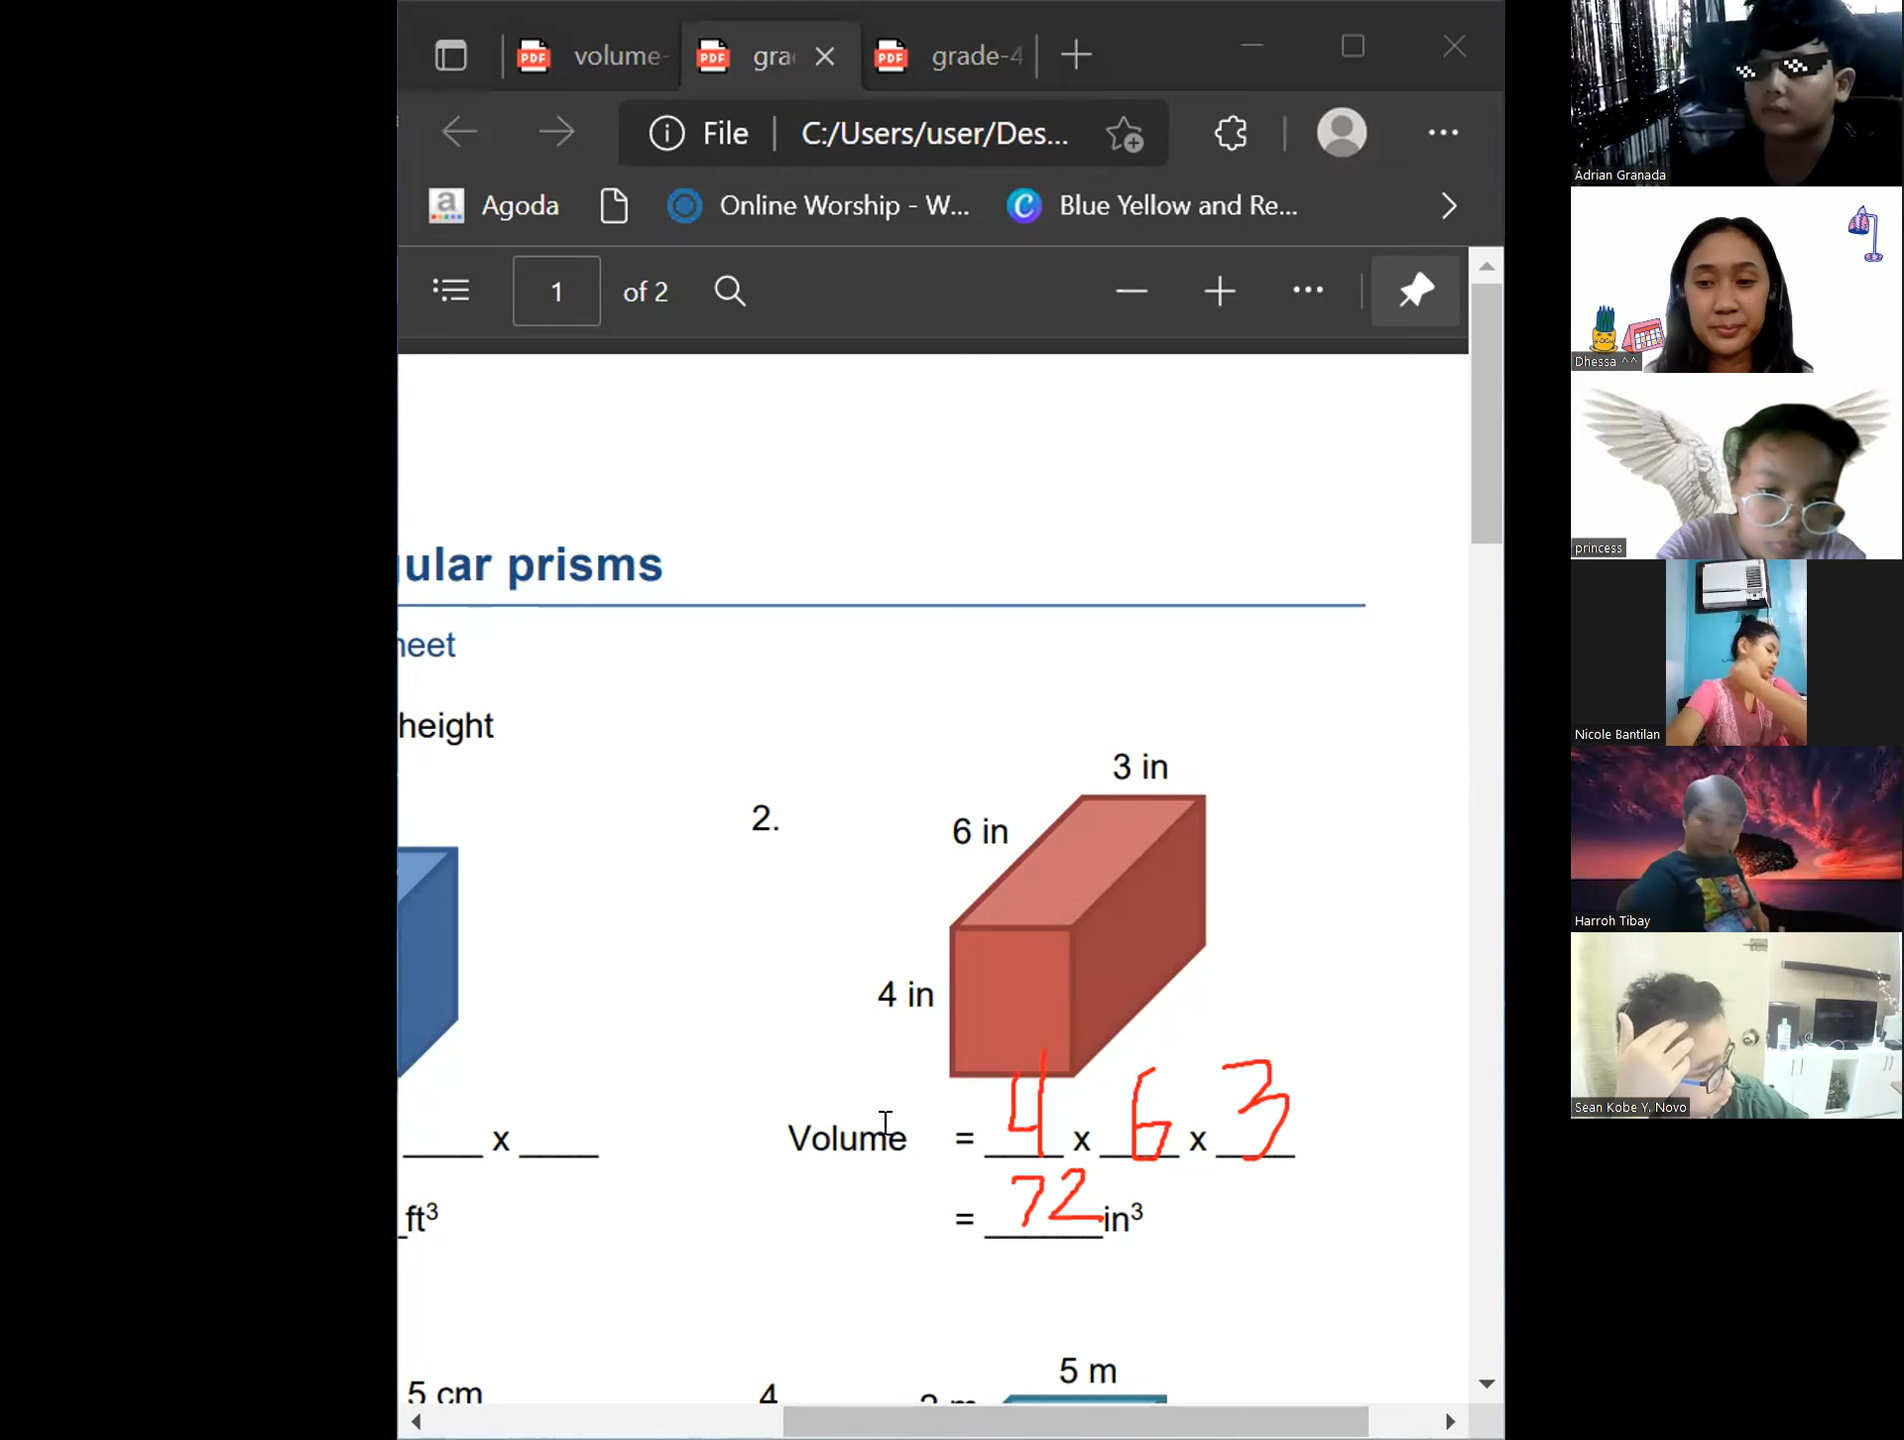 volume-
gra
grade-4
File
C:/Users/user/Des...
Agoda
Online Worship - W...
Blue Yellow and Re...
1
of 2
gular prisms
heet
height
2.
3 in
6 in
4 in
x
Volume = 4 x 6 x 3
ft³
= 72 in³
5 cm
4
5 m
Adrian Granada
Dhessa ^^
princess
Nicole Bantilan
Harroh Tibay
Sean Kobe Y. Novo